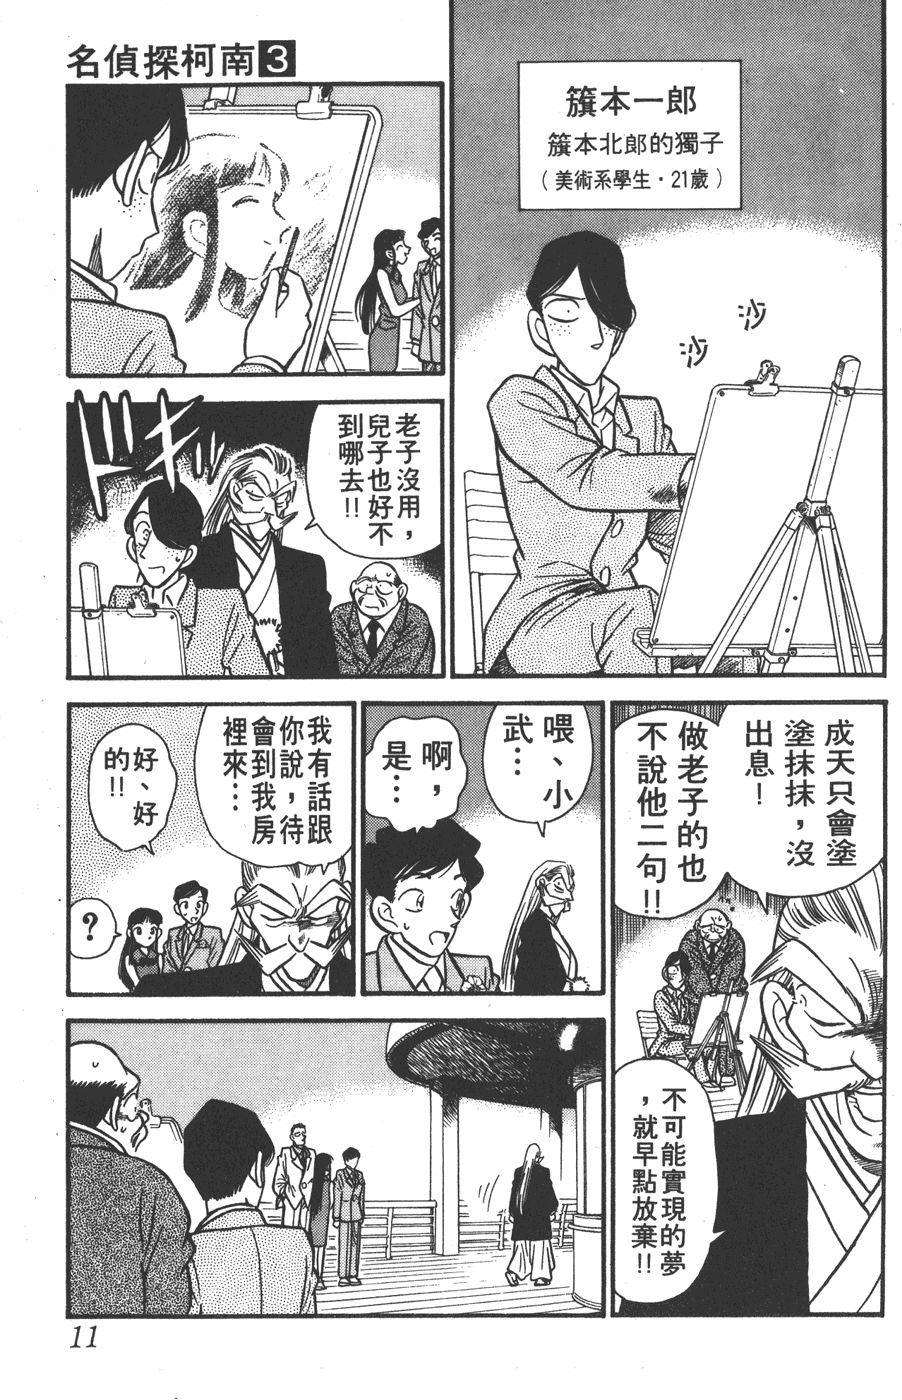 名偵探柯南3
籏本一郎
籏本北郎的獨子
（美術系學生・21歲）
沙
沙
ドキッ
老子沒用，
兒子也好不
到哪去!!
成天只會塗
塗抹抹，沒
出息！
做老子的也
不說他二句!!
不可能實現的夢
，就早點放棄!!
喂、小
武…
啊，
是…
我有話跟
你說，待
會到我房
裡來…
好、好
的!!
？
11